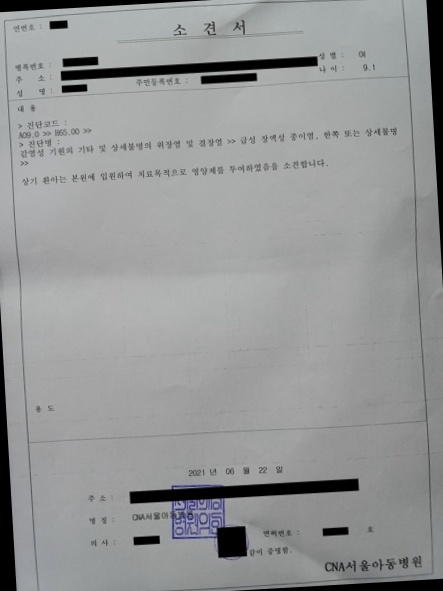 소 견 서
연번호 :
병록번호 :
성 별 : 여
주 소 :
주민등록번호 :
나 이 : 9.1
성 명 :
내 용
> 진단코드 :
A09.0 >> H65.00 >>
> 진단명 :
감염성 기원의 기타 및 상세불명의 위장염 및 결장염 >> 급성 장액성 중이염, 한쪽 또는 상세불명
>>
상기 환아는 본원에 입원하여 치료목적으로 영양제를 투여하였음을 소견합니다.
용 도
2021 년 06 월 22 일
주 소 :
명 칭 : CNA서울아동병원
의 사 :
면허번호 : 호
같이 증명함.
CNA서울아동병원